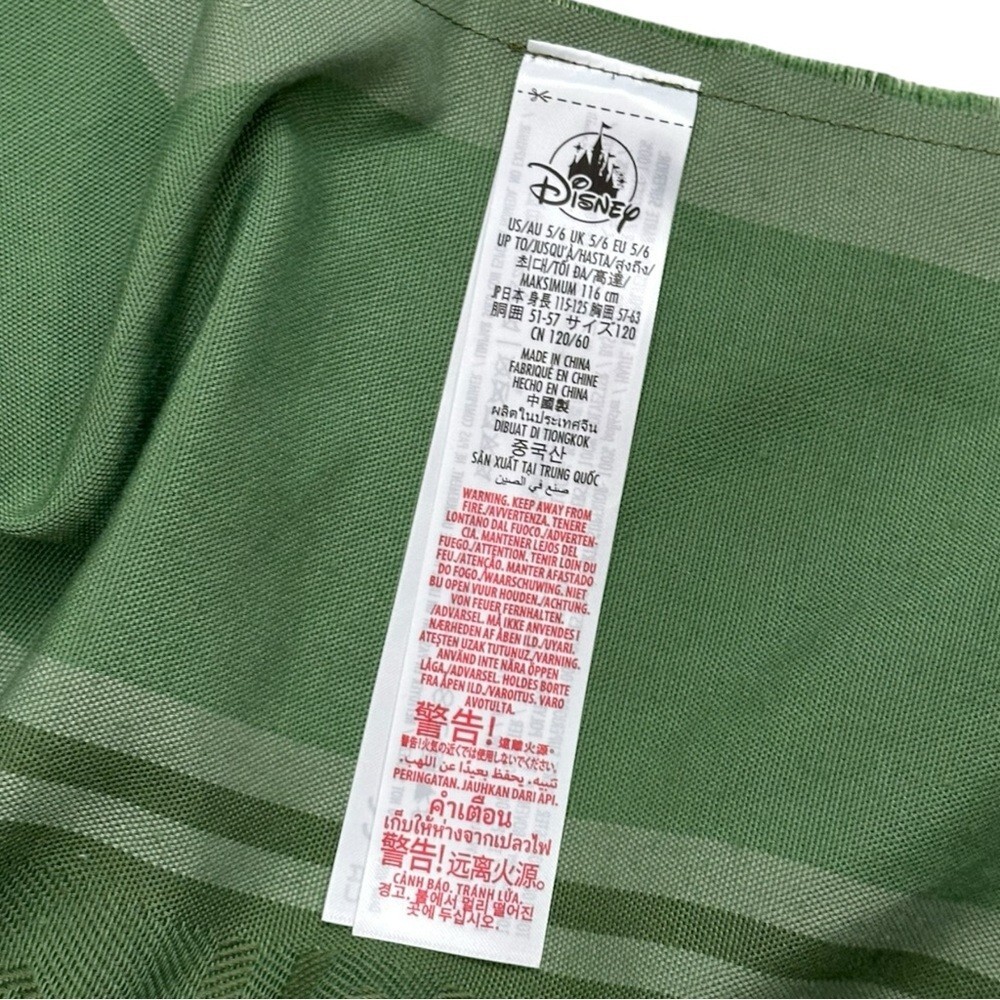 DISNEY
US/AU 5/6 UK 5/6 EU 5/6
UP TO/JUSQU'À/HASTA/สูงถึง/
최대/TỐI ĐA/高達/
MAKSIMUM 116 cm
JP日本 身長 115-125 胸囲 57-63
胴囲 51-57 サイズ120
CN 120/60
MADE IN CHINA
FABRIQUÉ EN CHINE
HECHO EN CHINA
中國製
ผลิตในประเทศจีน
DIBUAT DI TIONGKOK
중국산
SẢN XUẤT TẠI TRUNG QUỐC
صنع في الصين
WARNING. KEEP AWAY FROM
FIRE./AVVERTENZA. TENERE
LONTANO DAL FUOCO./ADVERTEN-
CIA. MANTENER LEJOS DEL
FUEGO./ATTENTION. TENIR LOIN DU
FEU./ATENÇÃO. MANTER AFASTADO
DO FOGO./WAARSCHUWING. NIET
BIJ OPEN VUUR HOUDEN./ACHTUNG.
VON FEUER FERNHALTEN.
/ADVARSEL. MÅ IKKE ANVENDES I
NÆRHEDEN AF ÅBEN ILD./UYARI.
ATEŞTEN UZAK TUTUNUZ./VARNING.
ANVÄND INTE NÄRA ÖPPEN
LÅGA./ADVARSEL. HOLDES BORTE
FRA ÅPEN ILD./VAROITUS. VARO
AVOTULTA.
警告! 遠離火源。
警告!火気の近くでは使用しないでください。
تنبيه. يحفظ بعيدًا عن اللهب.
PERINGATAN. JAUHKAN DARI API.
คำเตือน
เก็บให้ห่างจากเปลวไฟ
警告! 远离火源。
CẢNH BÁO. TRÁNH LỬA.
경고. 불에서 멀리 떨어진
곳에 두십시오.